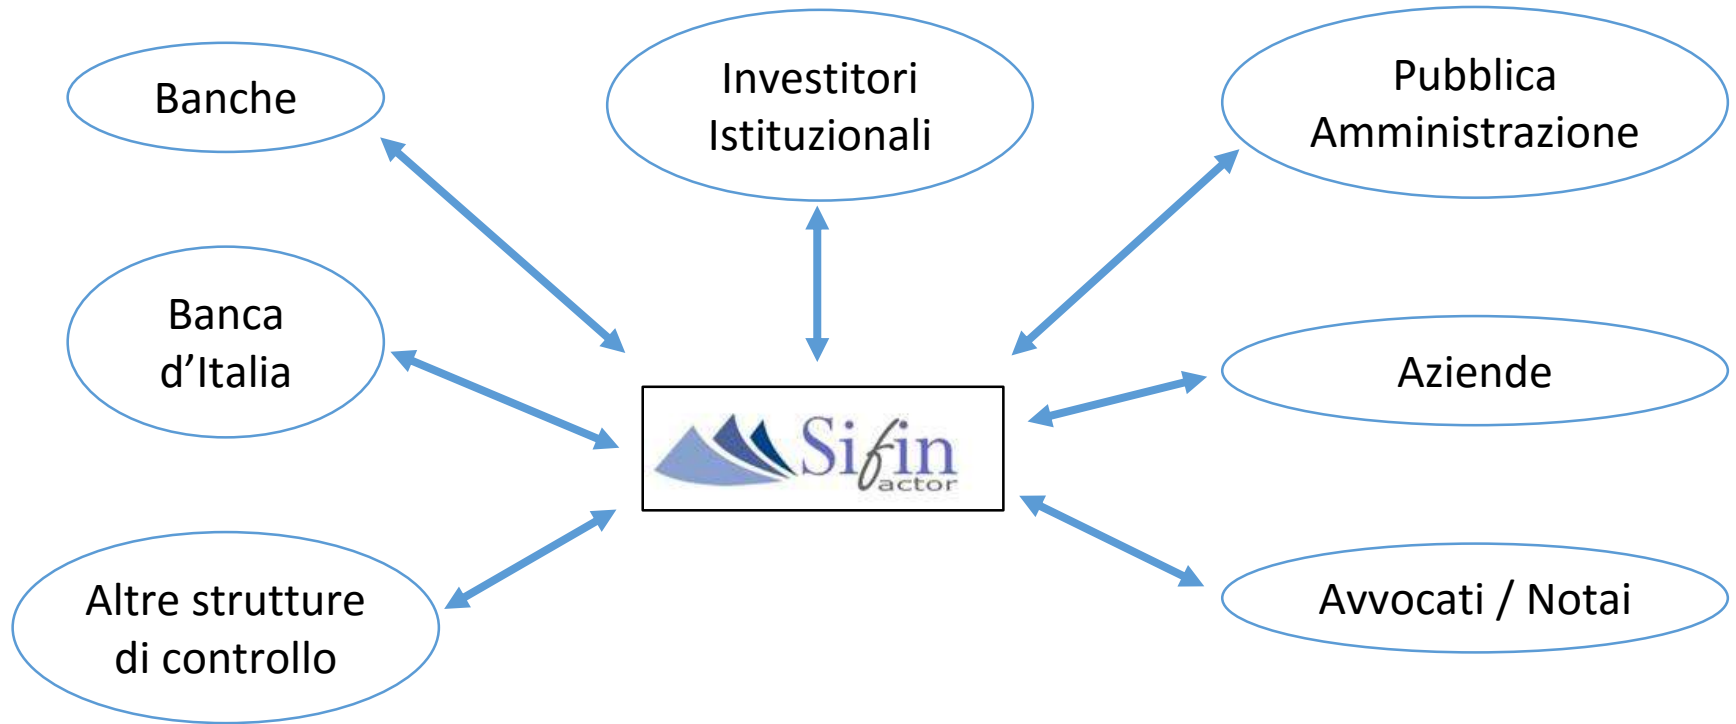 Banche
Investitori
Istituzionali
Pubblica
Amministrazione
Banca
d’Italia
Aziende
Sifin
actor
Altre strutture
di controllo
Avvocati / Notai